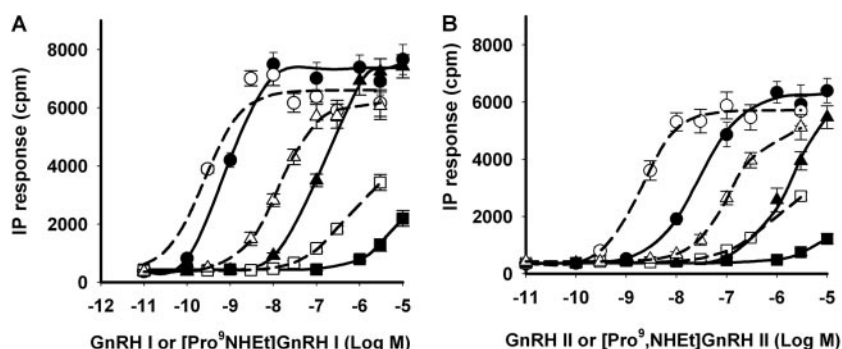 A
B
8000
6000
4000
2000
0
IP response (cpm)
-12 -11 -10 -9 -8 -7 -6 -5
GnRH I or [Pro⁹NHEt]GnRH I (Log M)
8000
6000
4000
2000
0
IP response (cpm)
-11 -10 -9 -8 -7 -6 -5
GnRH II or [Pro⁹,NHEt]GnRH II (Log M)